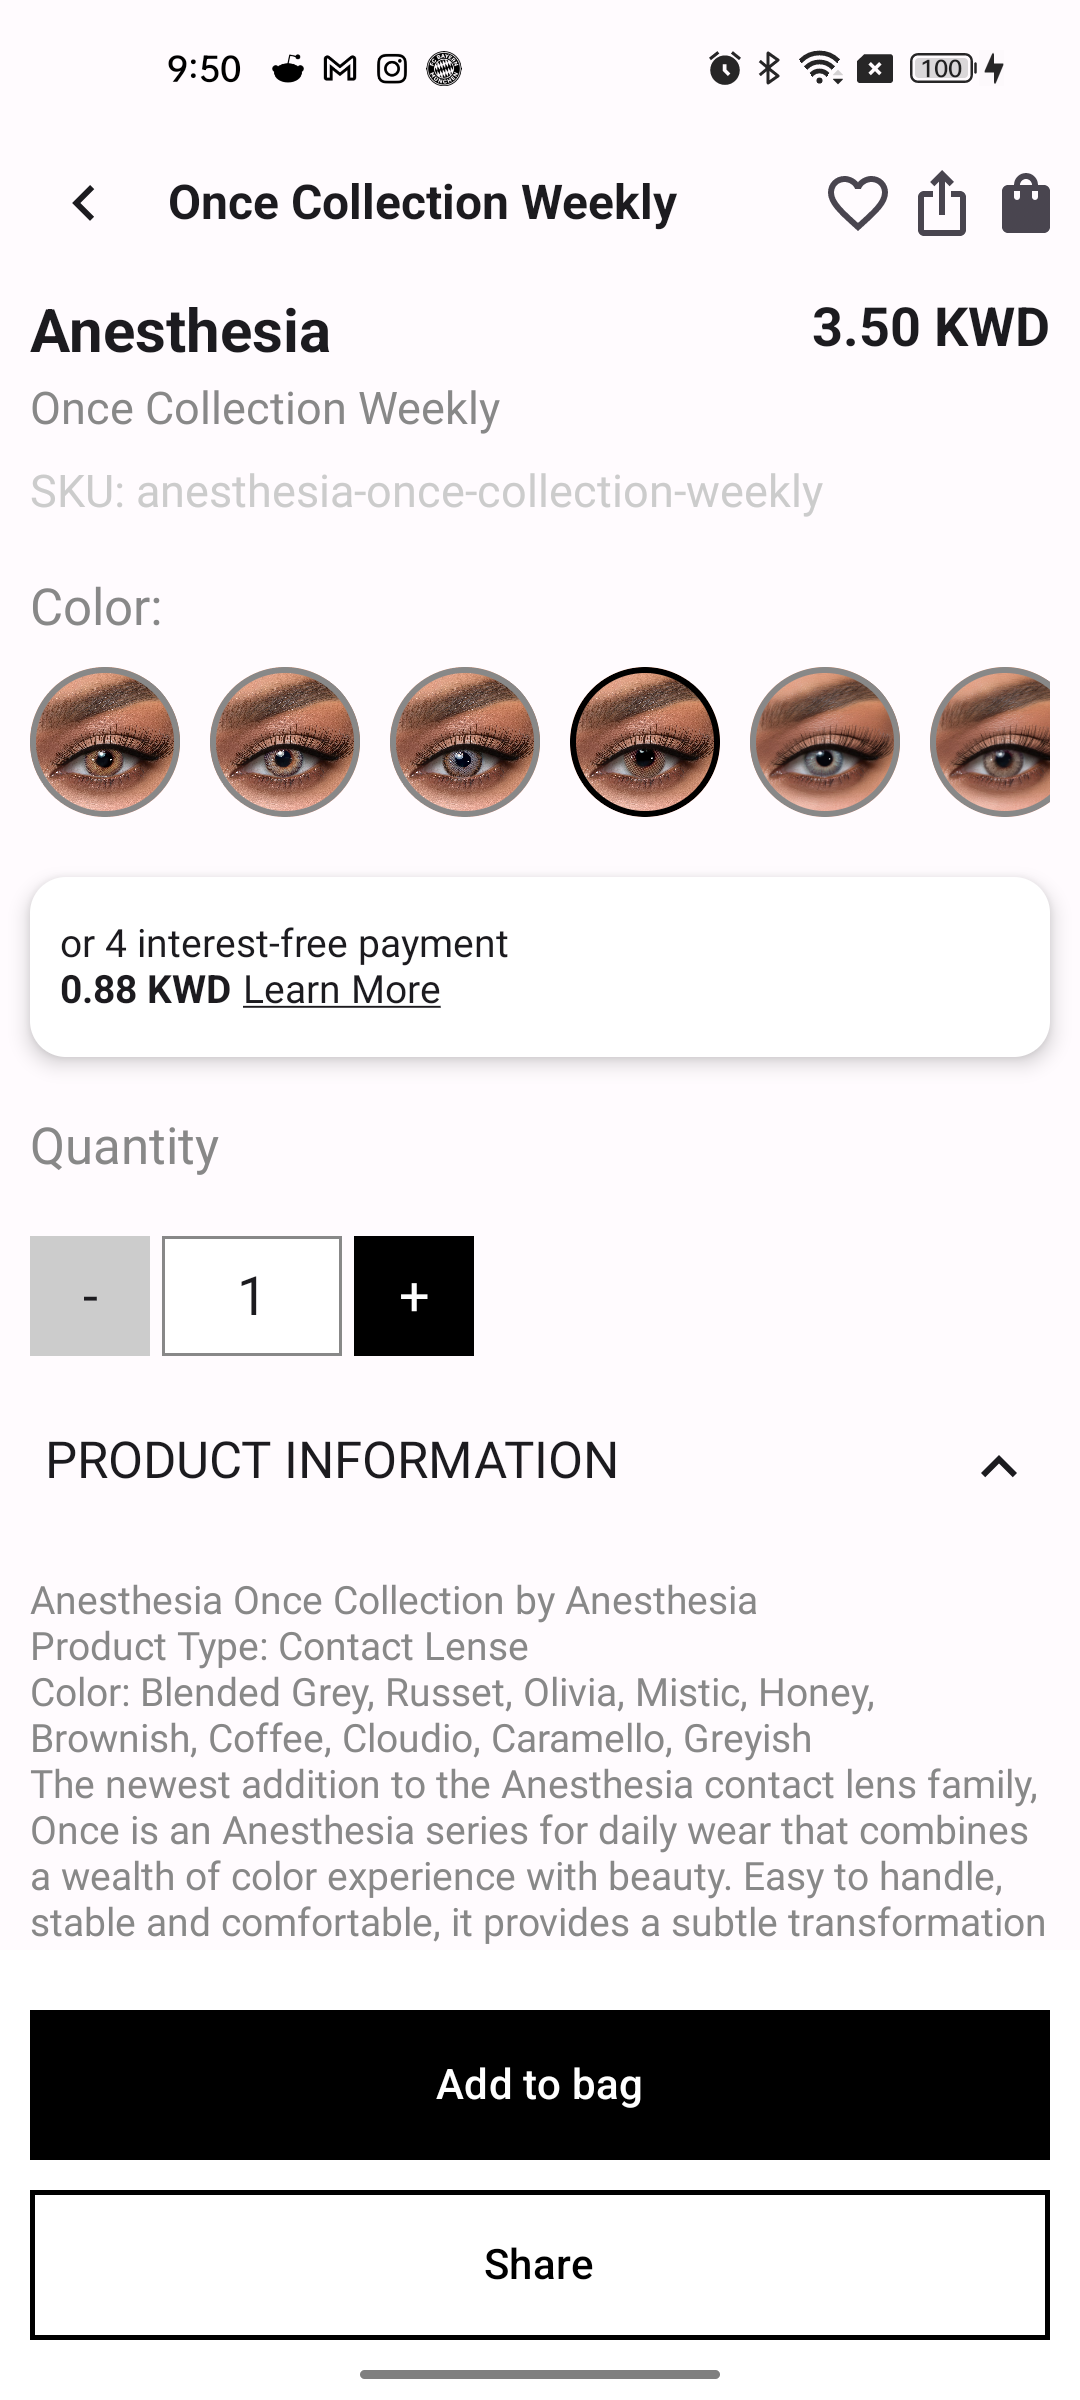 9:50
100
Once Collection Weekly
Anesthesia
3.50 KWD
Once Collection Weekly
SKU: anesthesia-once-collection-weekly
Color:
or 4 interest-free payment
0.88 KWD Learn More
Quantity
- 1 +
PRODUCT INFORMATION
Anesthesia Once Collection by Anesthesia
Product Type: Contact Lense
Color: Blended Grey, Russet, Olivia, Mistic, Honey,
Brownish, Coffee, Cloudio, Caramello, Greyish
The newest addition to the Anesthesia contact lens family,
Once is an Anesthesia series for daily wear that combines
a wealth of color experience with beauty. Easy to handle,
stable and comfortable, it provides a subtle transformation
Add to bag
Share